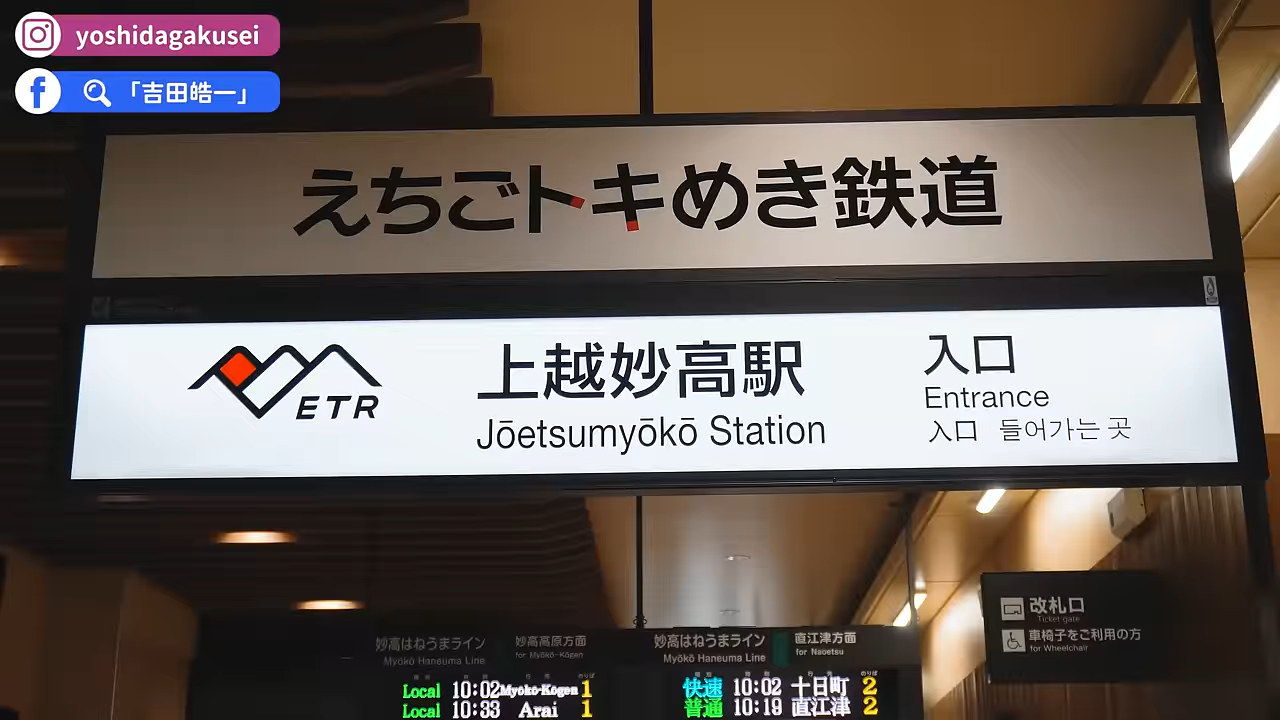 yoshidagakusei
「吉田皓一」
えちごトキめき鉄道
ETR
上越妙高駅
Jōetsumyōkō Station
入口
Entrance
入口 들어가는 곳
改札口
Ticket gate
車椅子をご利用の方
for Wheelchair
妙高はねうまライン 妙高高原方面
Myōkō Haneuma Line for Myōkō-Kōgen
Local 10:02 Myōkō-Kōgen 1
Local 10:33 Arai 1
妙高はねうまライン 直江津方面
Myōkō Haneuma Line for Naoetsu
快速 10:02 十日町 2
普通 10:19 直江津 2